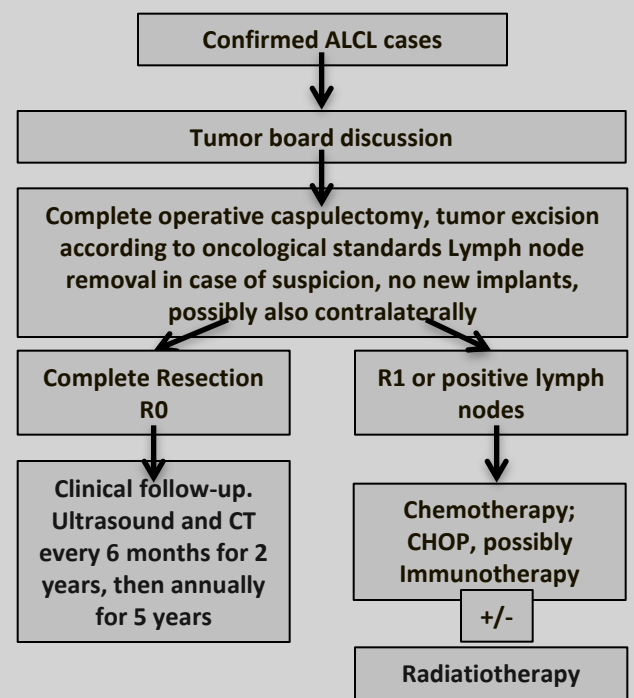 Confirmed ALCL cases
Tumor board discussion
Complete operative caspulectomy, tumor excision
according to oncological standards Lymph node
removal in case of suspicion, no new implants,
possibly also contralaterally
Complete Resection
R0
R1 or positive lymph
nodes
Clinical follow-up.
Ultrasound and CT
every 6 months for 2
years, then annually
for 5 years
Chemotherapy;
CHOP, possibly
Immunotherapy
+/-
Radiatiotherapy